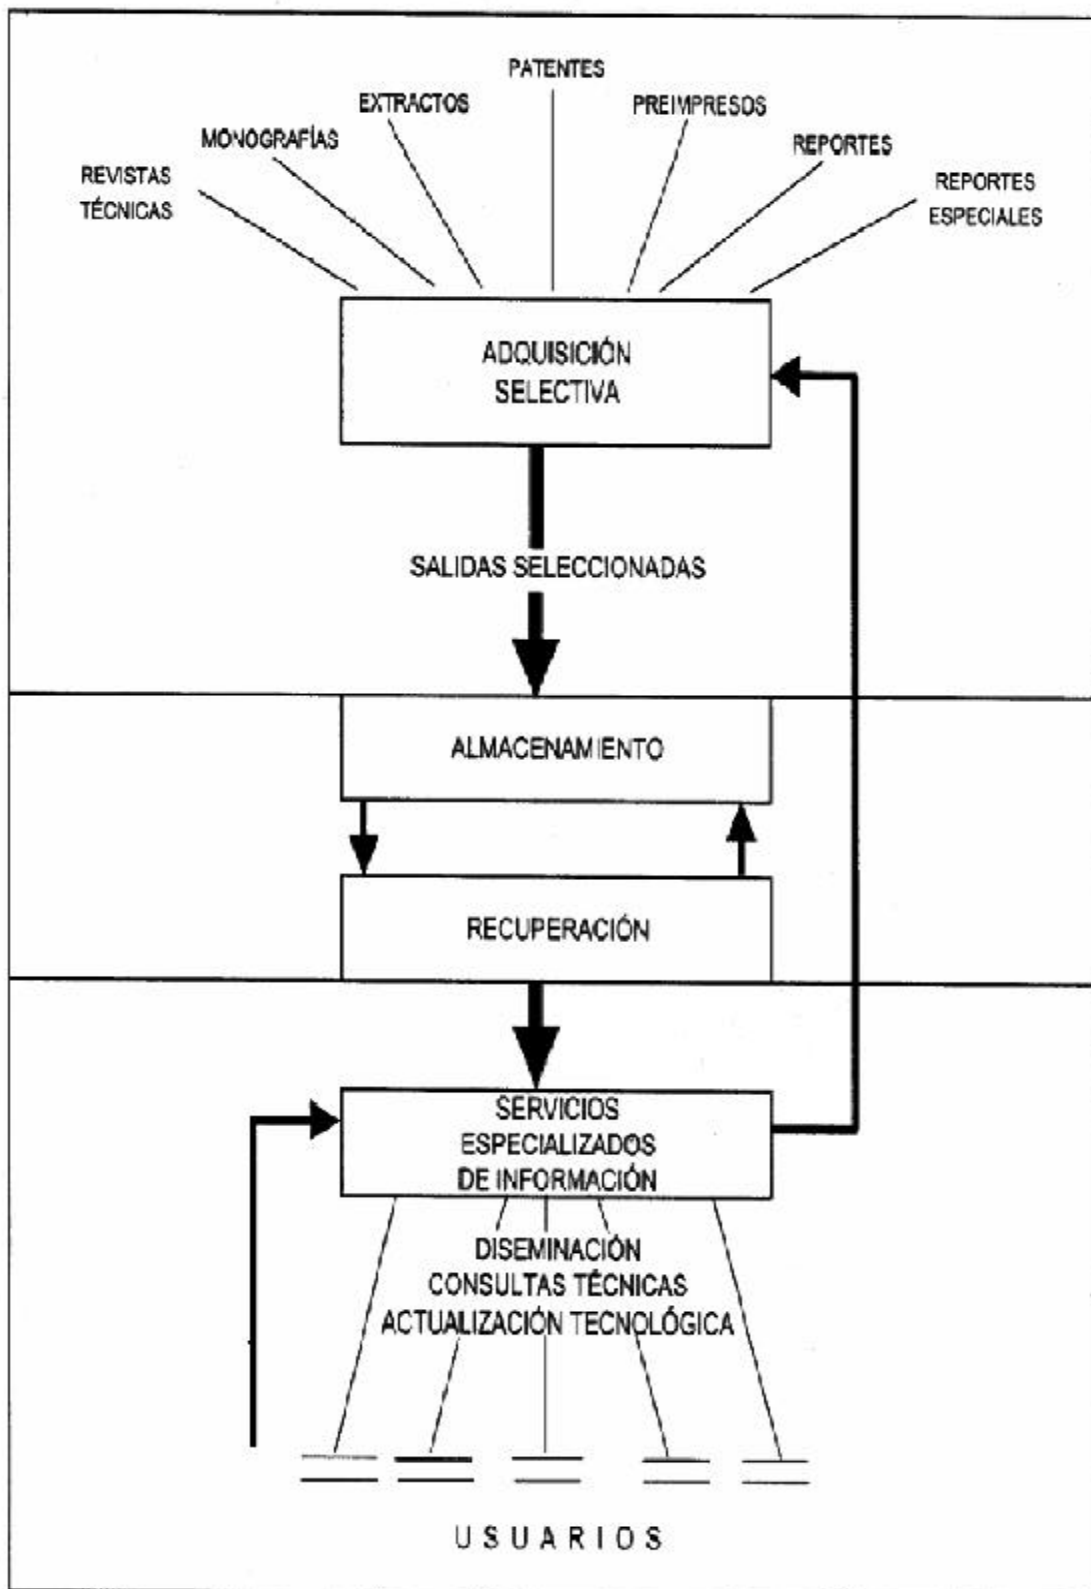 PATENTES
EXTRACTOS
PREIMPRESOS
MONOGRAFÍAS
REPORTES
REVISTAS
TÉCNICAS
REPORTES
ESPECIALES
ADQUISICIÓN
SELECTIVA
SALIDAS SELECCIONADAS
ALMACENAMIENTO
RECUPERACIÓN
SERVICIOS
ESPECIALIZADOS
DE INFORMACIÓN
DISEMINACIÓN
CONSULTAS TÉCNICAS
ACTUALIZACIÓN TECNOLÓGICA
USUARIOS